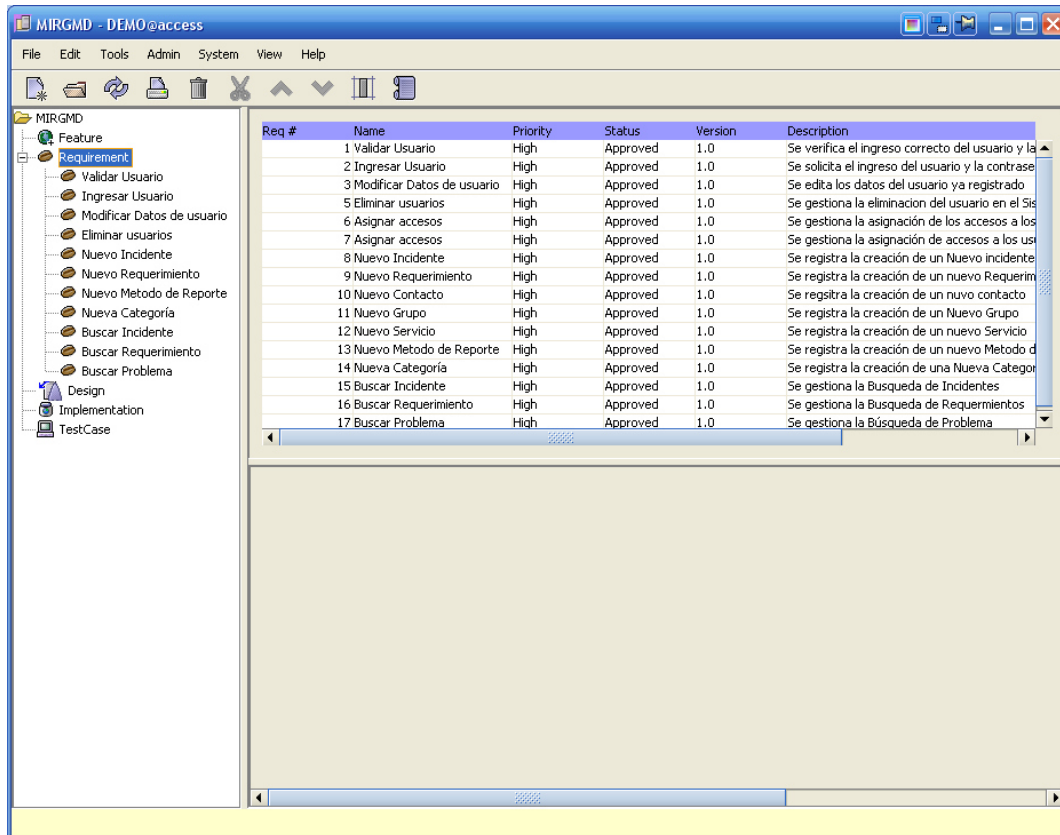 MIRGMD - DEMO@access
File Edit Tools Admin System View Help
MIRGMD
Feature
Requirement
Validar Usuario
Ingresar Usuario
Modificar Datos de usuario
Eliminar usuarios
Nuevo Incidente
Nuevo Requerimiento
Nuevo Metodo de Reporte
Nueva Categoría
Buscar Incidente
Buscar Requerimiento
Buscar Problema
Design
Implementation
TestCase
Req # Name Priority Status Version Description
1 Validar Usuario High Approved 1.0 Se verifica el ingreso correcto del usuario y la
2 Ingresar Usuario High Approved 1.0 Se solicita el ingreso del usuario y la contrase
3 Modificar Datos de usuario High Approved 1.0 Se edita los datos del usuario ya registrado
5 Eliminar usuarios High Approved 1.0 Se gestiona la eliminacion del usuario en el Sis
6 Asignar accesos High Approved 1.0 Se gestiona la asignación de los accesos a los
7 Asignar accesos High Approved 1.0 Se gestiona la asignación de accesos a los usu
8 Nuevo Incidente High Approved 1.0 Se registra la creación de un Nuevo incidente
9 Nuevo Requerimiento High Approved 1.0 Se registra la creación de un nuevo Requerim
10 Nuevo Contacto High Approved 1.0 Se regsitra la creación de un nuvo contacto
11 Nuevo Grupo High Approved 1.0 Se registra la creación de un Nuevo Grupo
12 Nuevo Servicio High Approved 1.0 Se registra la creación de un nuevo Servicio
13 Nuevo Metodo de Reporte High Approved 1.0 Se registra la creación de un nuevo Metodo d
14 Nueva Categoría High Approved 1.0 Se registra la creación de una Nueva Categor
15 Buscar Incidente High Approved 1.0 Se gestiona la Busqueda de Incidentes
16 Buscar Requerimiento High Approved 1.0 Se gestiona la Busqueda de Requermientos
17 Buscar Problema High Approved 1.0 Se gestiona la Búsqueda de Problema